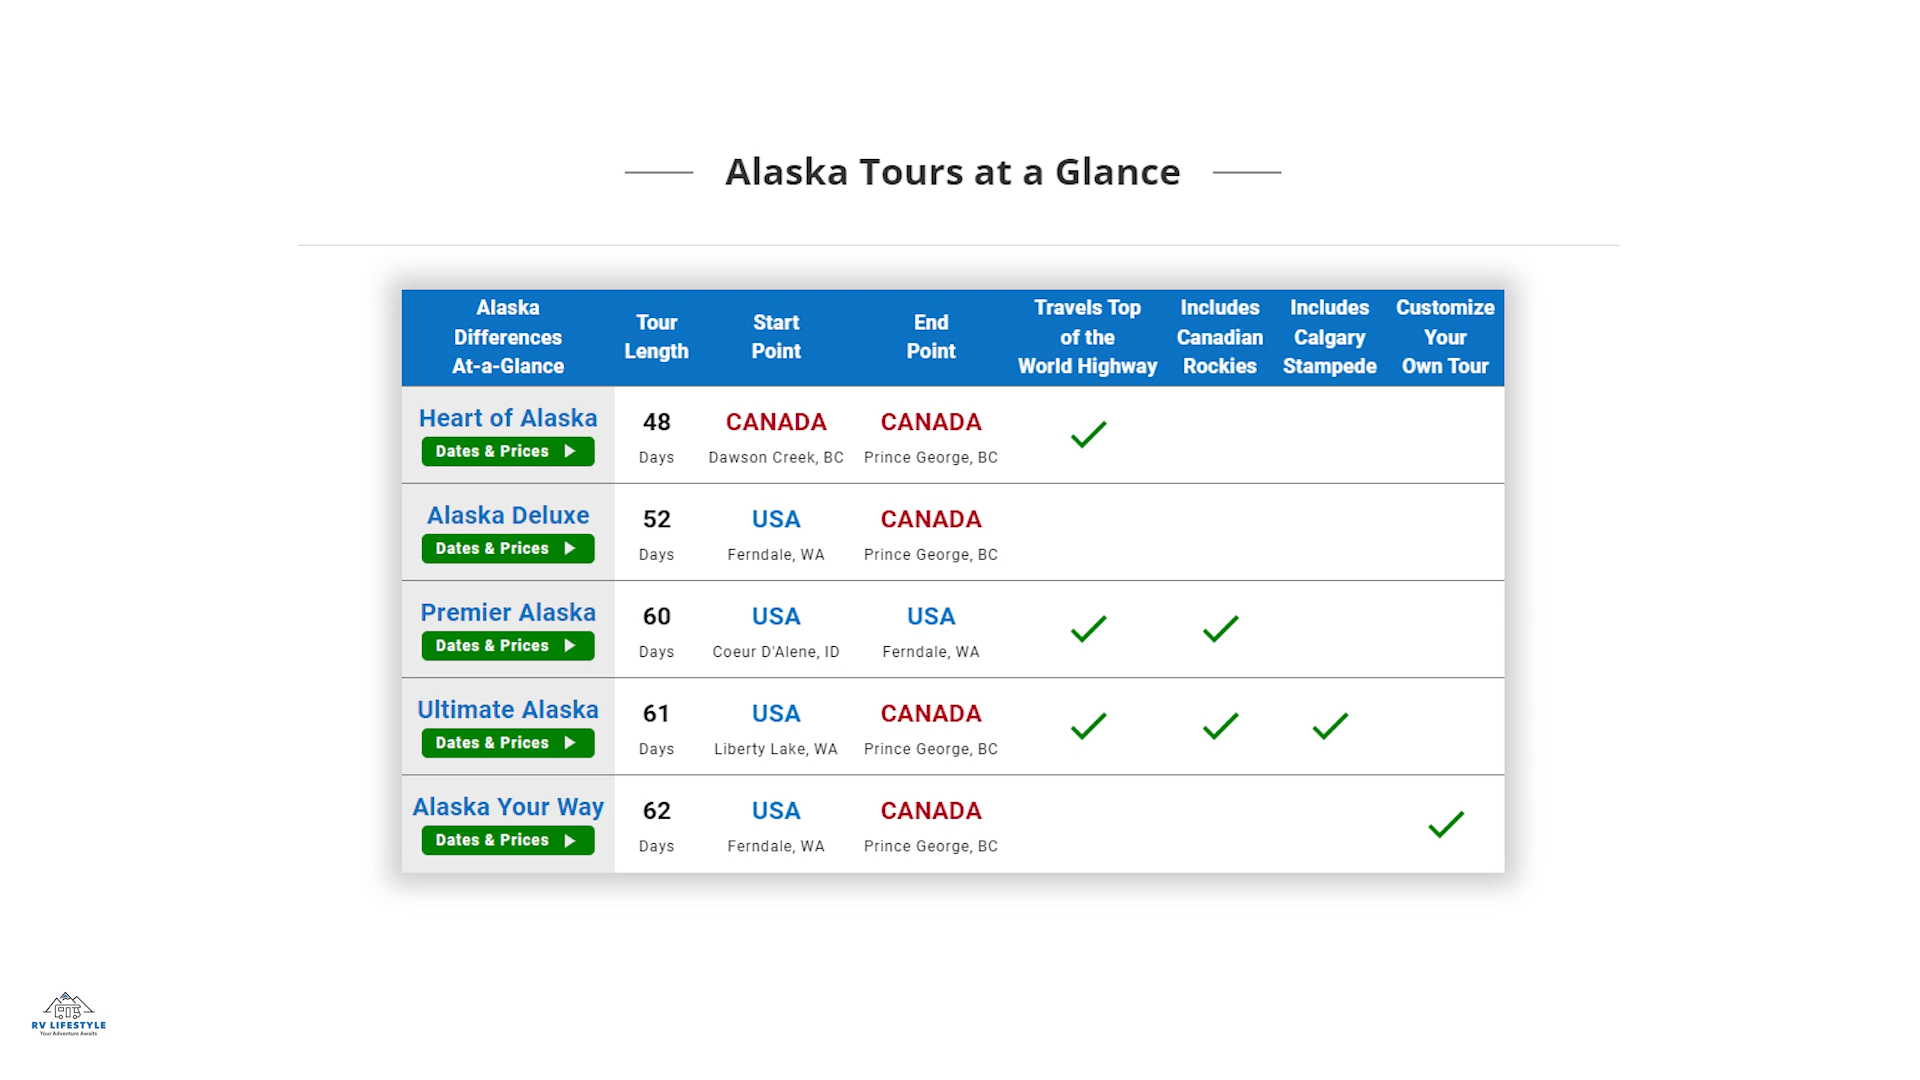 Alaska Tours at a Glance
Alaska
Differences
At-a-Glance
Tour
Length
Start
Point
End
Point
Travels Top
of the
World Highway
Includes
Canadian
Rockies
Includes
Calgary
Stampede
Customize
Your
Own Tour
Heart of Alaska
Dates & Prices
48
Days
CANADA
Dawson Creek, BC
CANADA
Prince George, BC
Alaska Deluxe
Dates & Prices
52
Days
USA
Ferndale, WA
CANADA
Prince George, BC
Premier Alaska
Dates & Prices
60
Days
USA
Coeur D'Alene, ID
USA
Ferndale, WA
Ultimate Alaska
Dates & Prices
61
Days
USA
Liberty Lake, WA
CANADA
Prince George, BC
Alaska Your Way
Dates & Prices
62
Days
USA
Ferndale, WA
CANADA
Prince George, BC
RV LIFESTYLE
Your Adventure Awaits